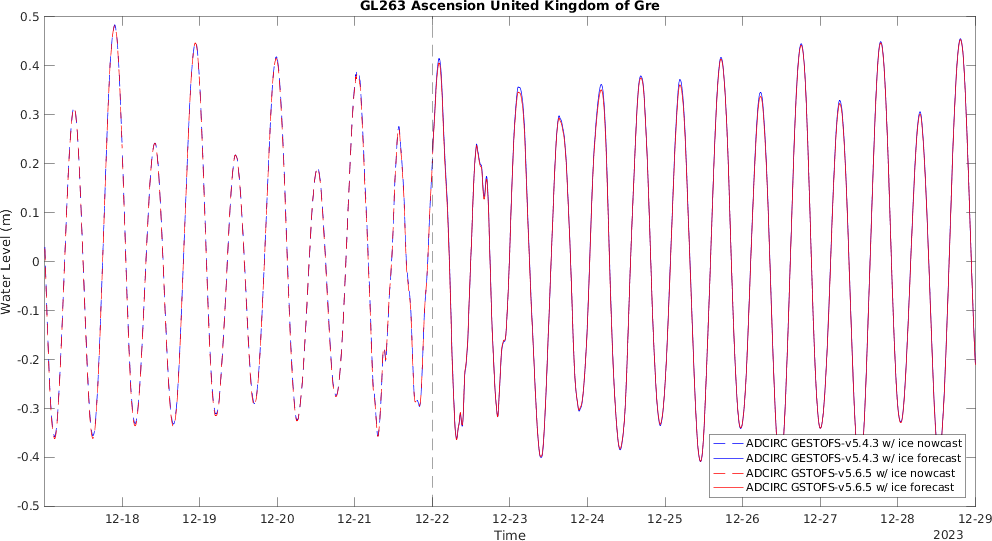 GL263 Ascension United Kingdom of Gre
0.5
0.4
0.3
0.2
0.1
0
-0.1
-0.2
-0.3
-0.4
-0.5
Water Level (m)
ADCIRC GESTOFS-v5.4.3 w/ ice nowcast
ADCIRC GESTOFS-v5.4.3 w/ ice forecast
ADCIRC GSTOFS-v5.6.5 w/ ice nowcast
ADCIRC GSTOFS-v5.6.5 w/ ice forecast
12-18 12-19 12-20 12-21 12-22 12-23 12-24 12-25 12-26 12-27 12-28 12-29
Time
2023